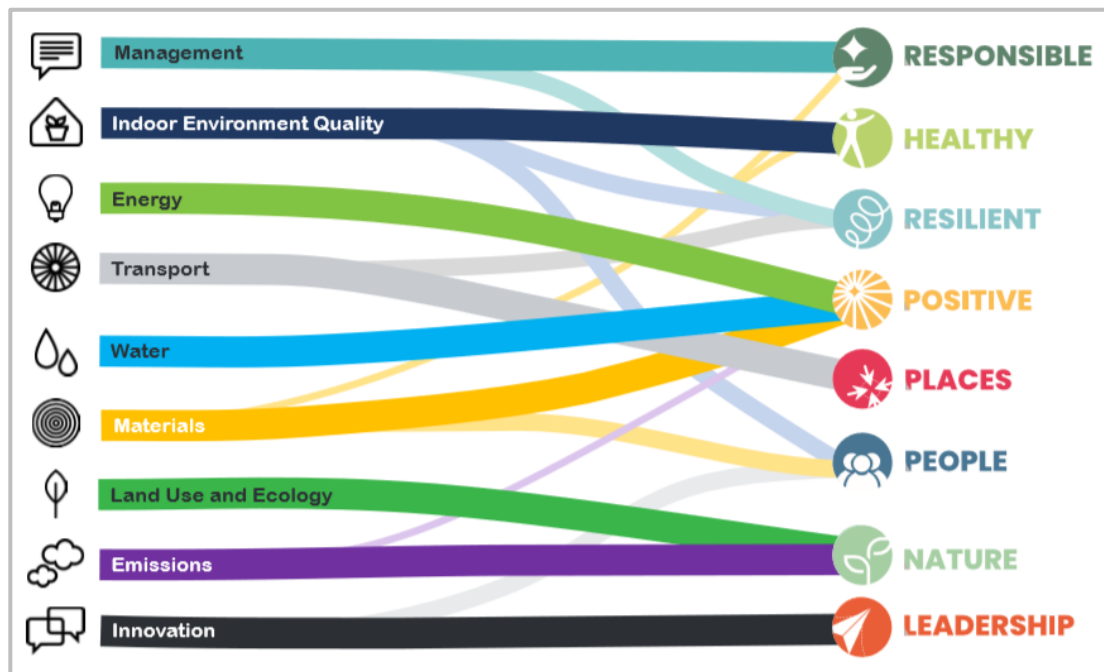 Management
Indoor Environment Quality
Energy
Transport
Water
Materials
Land Use and Ecology
Emissions
Innovation
RESPONSIBLE
HEALTHY
RESILIENT
POSITIVE
PLACES
PEOPLE
NATURE
LEADERSHIP